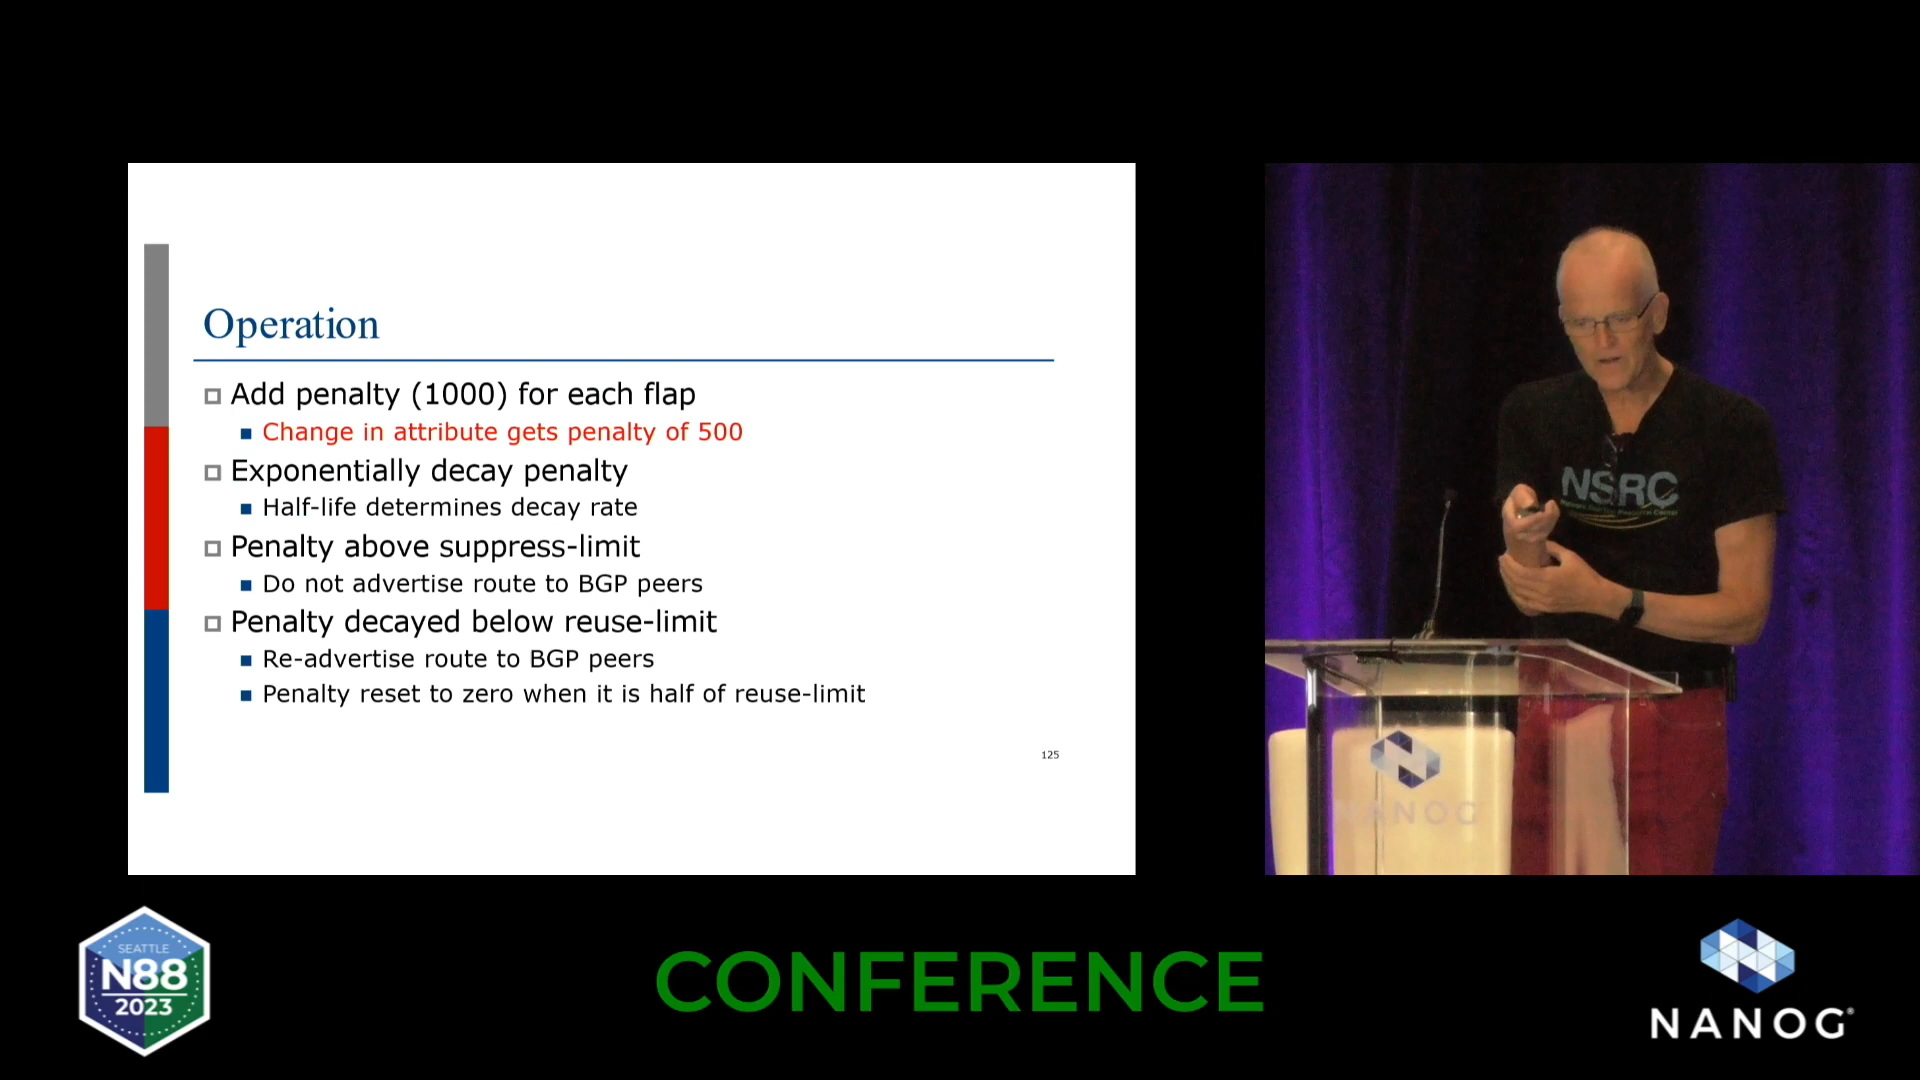 Operation
Add penalty (1000) for each flap
Change in attribute gets penalty of 500
Exponentially decay penalty
Half-life determines decay rate
Penalty above suppress-limit
Do not advertise route to BGP peers
Penalty decayed below reuse-limit
Re-advertise route to BGP peers
Penalty reset to zero when it is half of reuse-limit
125
NSRC
NANOG
SEATTLE
N88
2023
CONFERENCE
NANOG®